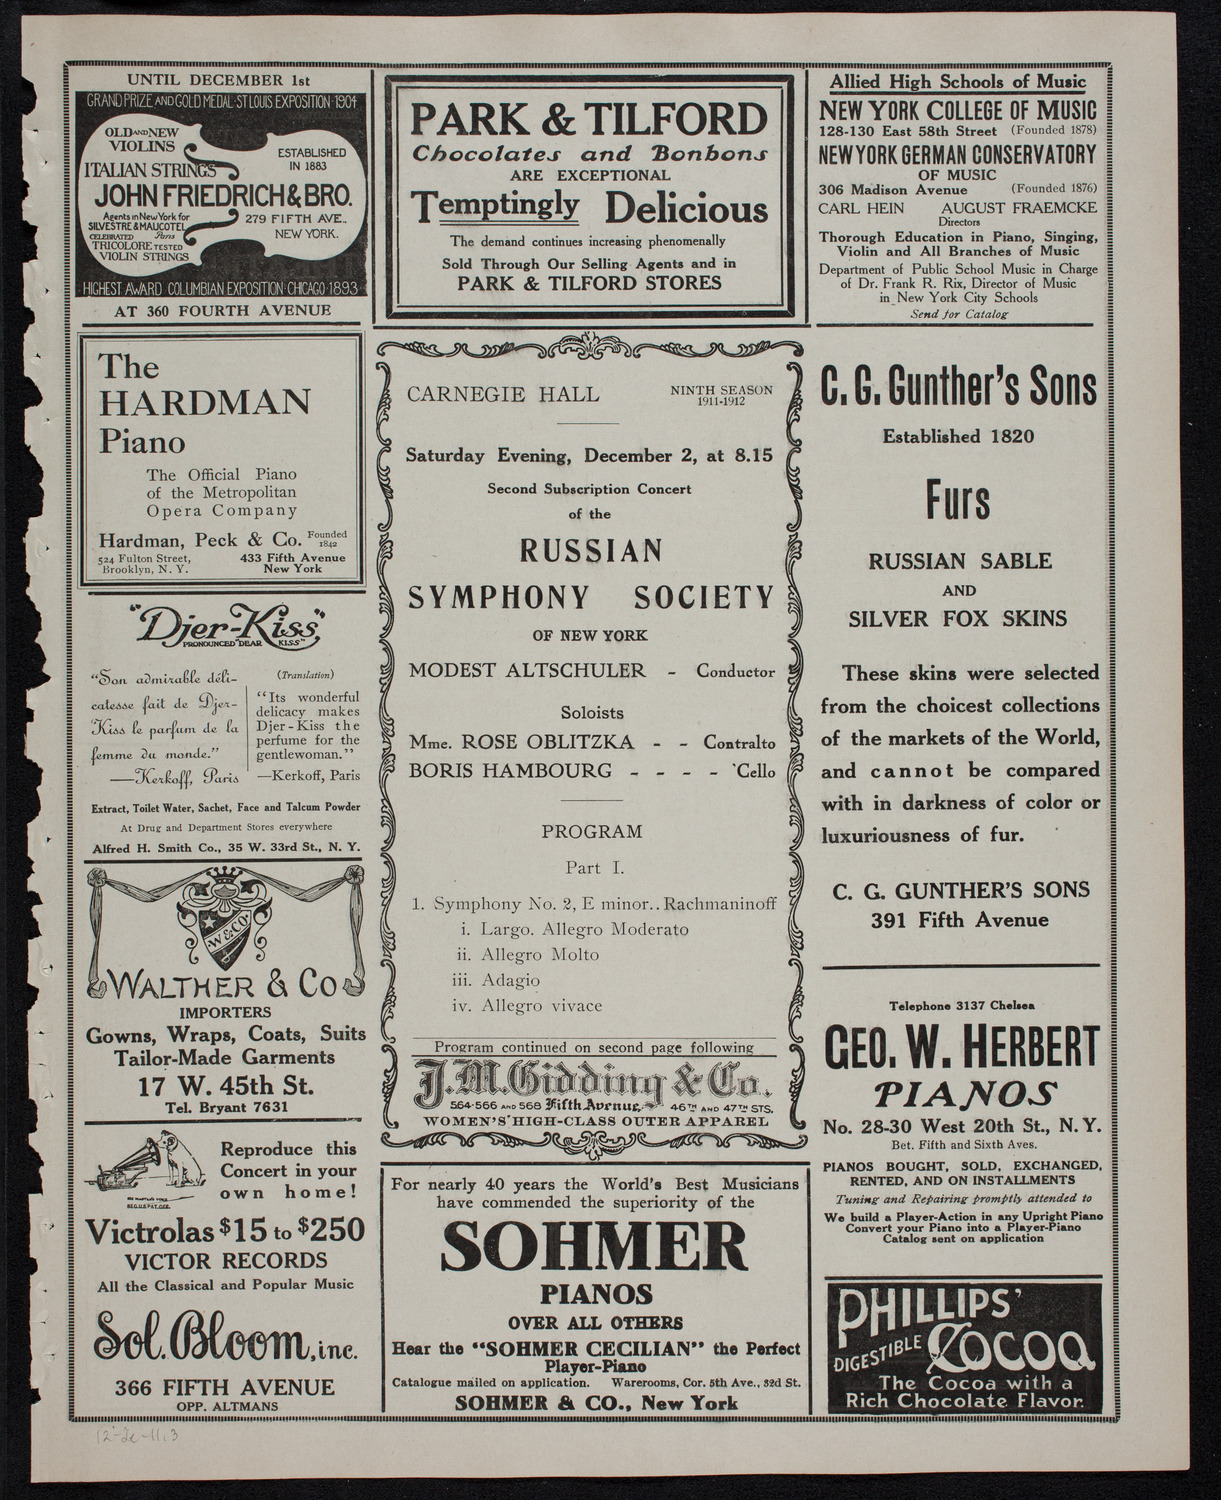 UNTIL DECEMBER 1st
GRAND PRIZE AND GOLD MEDAL · ST LOUIS EXPOSITION · 1904
OLD AND NEW
VIOLINS
ITALIAN STRINGS
ESTABLISHED
IN 1883
JOHN FRIEDRICH & BRO.
Agents in New York for
SILVESTRE & MAUCOTEL
CELEBRATED Paris
TRICOLORE TESTED
VIOLIN STRINGS
279 FIFTH AVE.,
NEW YORK.
HIGHEST AWARD COLUMBIAN EXPOSITION · CHICAGO · 1893
AT 360 FOURTH AVENUE
The
HARDMAN
Piano
The Official Piano
of the Metropolitan
Opera Company
Hardman, Peck & Co. Founded 1842
524 Fulton Street,
Brooklyn, N. Y.
433 Fifth Avenue
New York
"Djer-Kiss"
PRONOUNCED "DEAR KISS"
"Son admirable déli-
catesse fait de Djer-
Kiss le parfum de la
femme du monde."
—Kerkoff, Paris
(Translation)
"Its wonderful
delicacy makes
Djer-Kiss the
perfume for the
gentlewoman."
—Kerkoff, Paris
Extract, Toilet Water, Sachet, Face and Talcum Powder
At Drug and Department Stores everywhere
Alfred H. Smith Co., 35 W. 33rd St., N. Y.
W & CO.
WALTHER & CO
IMPORTERS
Gowns, Wraps, Coats, Suits
Tailor-Made Garments
17 W. 45th St.
Tel. Bryant 7631
HIS MASTER'S VOICE
REG. U.S. PAT. OFF.
Reproduce this
Concert in your
own home!
Victrolas $15 to $250
VICTOR RECORDS
All the Classical and Popular Music
Sol. Bloom, inc.
366 FIFTH AVENUE
OPP. ALTMANS
PARK & TILFORD
Chocolates and Bonbons
ARE EXCEPTIONAL
Temptingly Delicious
The demand continues increasing phenomenally
Sold Through Our Selling Agents and in
PARK & TILFORD STORES
CARNEGIE HALL
NINTH SEASON
1911-1912
Saturday Evening, December 2, at 8.15
Second Subscription Concert
of the
RUSSIAN
SYMPHONY SOCIETY
OF NEW YORK
MODEST ALTSCHULER - Conductor
Soloists
Mme. ROSE OBLITZKA - - Contralto
BORIS HAMBOURG - - - - 'Cello
PROGRAM
Part I.
1. Symphony No. 2, E minor.. Rachmaninoff
i. Largo. Allegro Moderato
ii. Allegro Molto
iii. Adagio
iv. Allegro vivace
Program continued on second page following
J. M. Gidding & Co.
564-566 AND 568 Fifth Avenue, 46TH AND 47TH STS.
WOMEN'S HIGH-CLASS OUTER APPAREL
For nearly 40 years the World's Best Musicians
have commended the superiority of the
SOHMER
PIANOS
OVER ALL OTHERS
Hear the "SOHMER CECILIAN" the Perfect
Player-Piano
Catalogue mailed on application. Warerooms, Cor. 5th Ave., 32d St.
SOHMER & CO., New York
Allied High Schools of Music
NEW YORK COLLEGE OF MUSIC
128-130 East 58th Street (Founded 1878)
NEW YORK GERMAN CONSERVATORY
OF MUSIC
306 Madison Avenue (Founded 1876)
CARL HEIN AUGUST FRAEMCKE
Directors
Thorough Education in Piano, Singing,
Violin and All Branches of Music
Department of Public School Music in Charge
of Dr. Frank R. Rix, Director of Music
in New York City Schools
Send for Catalog
C. G. Gunther's Sons
Established 1820
Furs
RUSSIAN SABLE
AND
SILVER FOX SKINS
These skins were selected
from the choicest collections
of the markets of the World,
and cannot be compared
with in darkness of color or
luxuriousness of fur.
C. G. GUNTHER'S SONS
391 Fifth Avenue
Telephone 3137 Chelsea
GEO. W. HERBERT
PIANOS
No. 28-30 West 20th St., N. Y.
Bet. Fifth and Sixth Aves.
PIANOS BOUGHT, SOLD, EXCHANGED,
RENTED, AND ON INSTALLMENTS
Tuning and Repairing promptly attended to
We build a Player-Action in any Upright Piano
Convert your Piano into a Player-Piano
Catalog sent on application
PHILLIPS'
DIGESTIBLE COCOA
The Cocoa with a
Rich Chocolate Flavor.